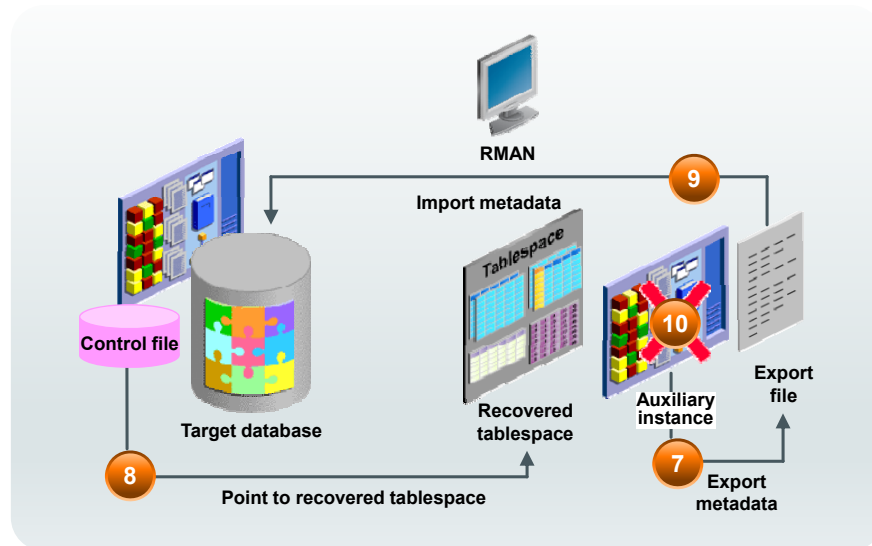 RMAN
9
Import metadata
Tablespace
Control file
10
Target database
Recovered
tablespace
Auxiliary
instance
Export
file
8
Point to recovered tablespace
7
Export
metadata